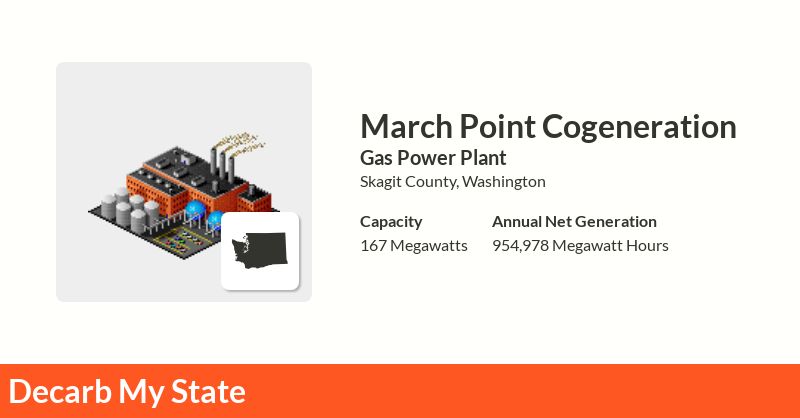 March Point Cogeneration
Gas Power Plant
Skagit County, Washington
Capacity
167 Megawatts
Annual Net Generation
954,978 Megawatt Hours
Decarb My State